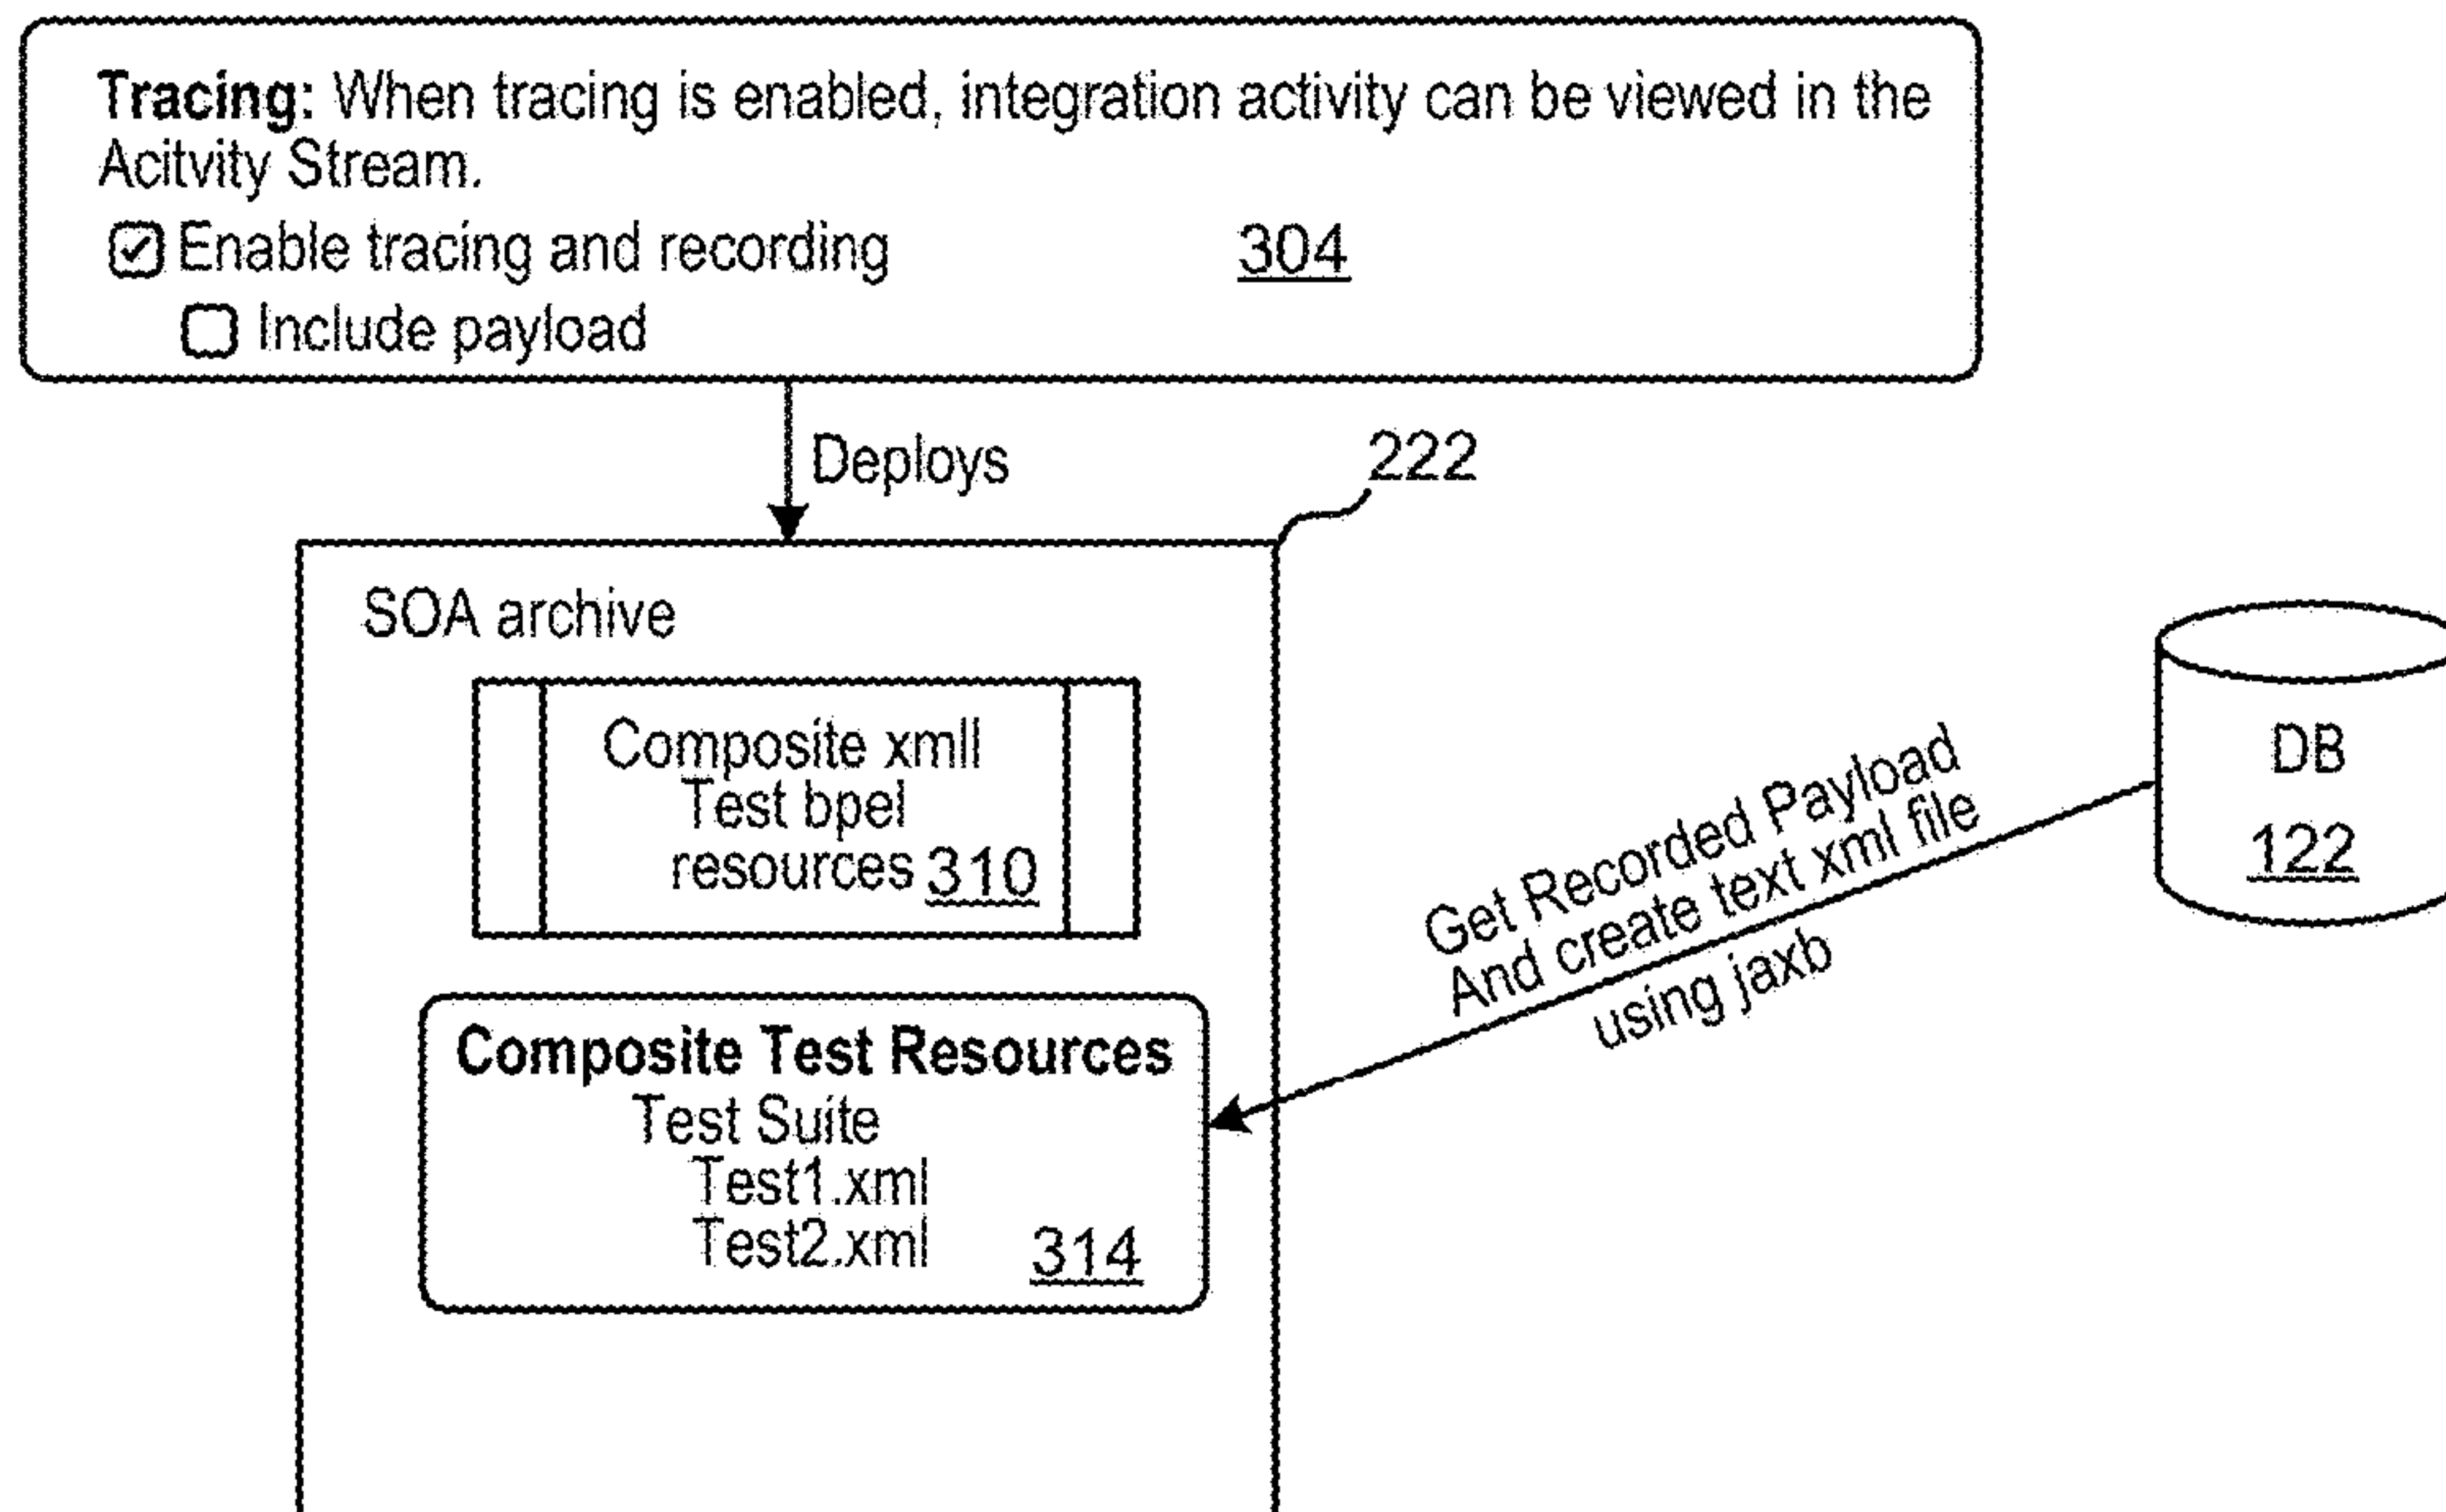 Tracing: When tracing is enabled, integration activity can be viewed in the
Acitvity Stream.
Enable tracing and recording
304
Include payload
Deploys
222
SOA archive
Composite xmll
Test bpel
resources 310
DB
122
Get Recorded Payload
And create text xml file
using jaxb
Composite Test Resources
Test Suite
Test1.xml
Test2.xml
314